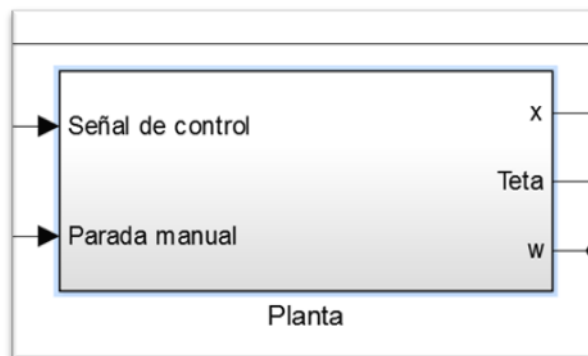 Señal de control
x
Teta
Parada manual
w
Planta